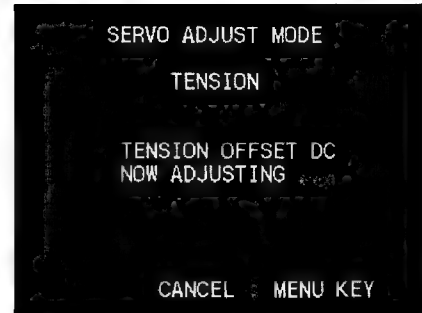 SERVO ADJUST MODE
TENSION
TENSION OFFSET DC
NOW ADJUSTING
CANCEL : MENU KEY